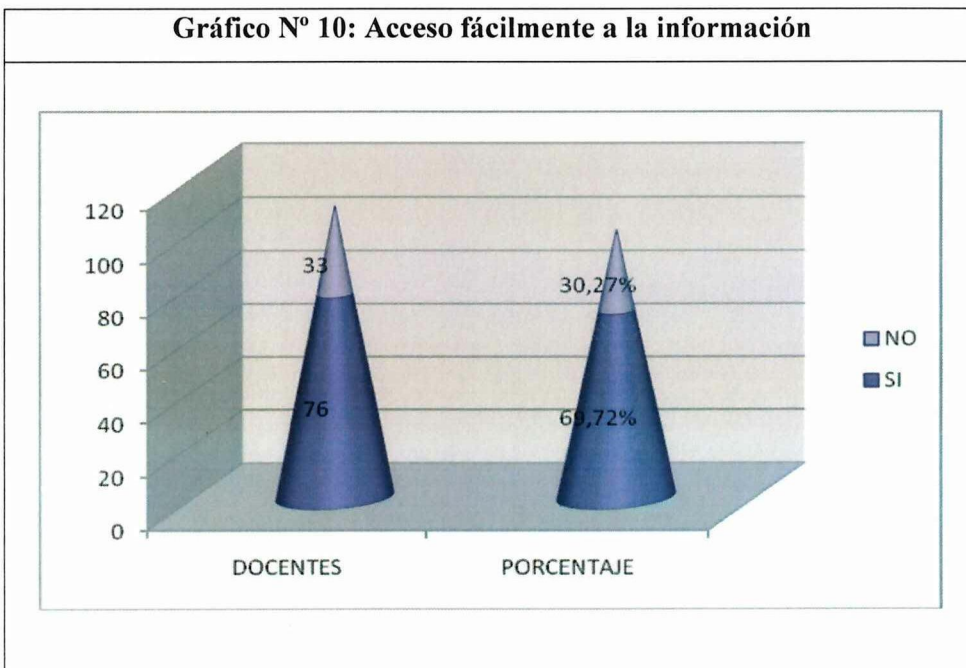 Gráfico Nº 10: Acceso fácilmente a la información
120
100
80
60
40
20
0
33
76
30,27%
69,72%
DOCENTES
PORCENTAJE
NO
SI